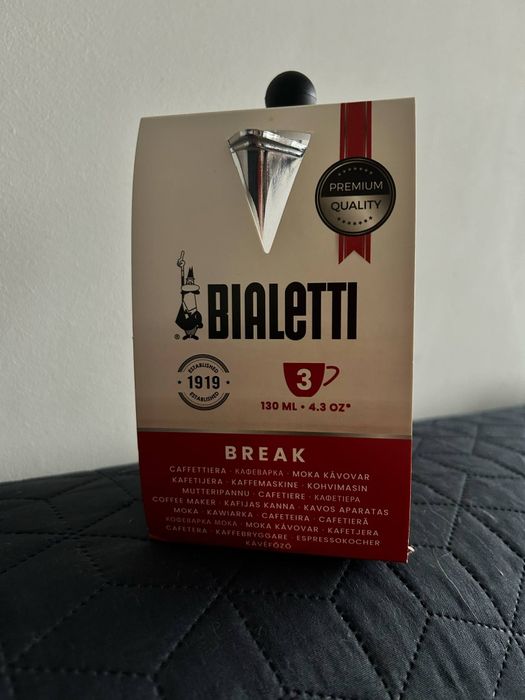 PREMIUM
QUALITY
BIALETTI
®
ESTABLISHED
1919
ESTABLISHED
3
130 ML • 4.3 OZ*
BREAK
CAFFETTIERA · КАФЕВАРКА · MOKA KÁVOVAR
KAFETIJERA · KAFFEMASKINE · KOHVIMASIN
MUTTERIPANNU · CAFETIERE · ΚΑΦΕΤΙΕΡΑ
COFFEE MAKER · KAFIJAS KANNA · KAVOS APARATAS
MOKA · KAWIARKA · CAFETEIRA · CAFETIERĂ
КОФЕВАРКА МОКА · MOKA KÁVOVAR · KAFETJERA
CAFETERA · KAFFEBRYGGARE · ESPRESSOKOCHER
KÁVÉFŐZŐ